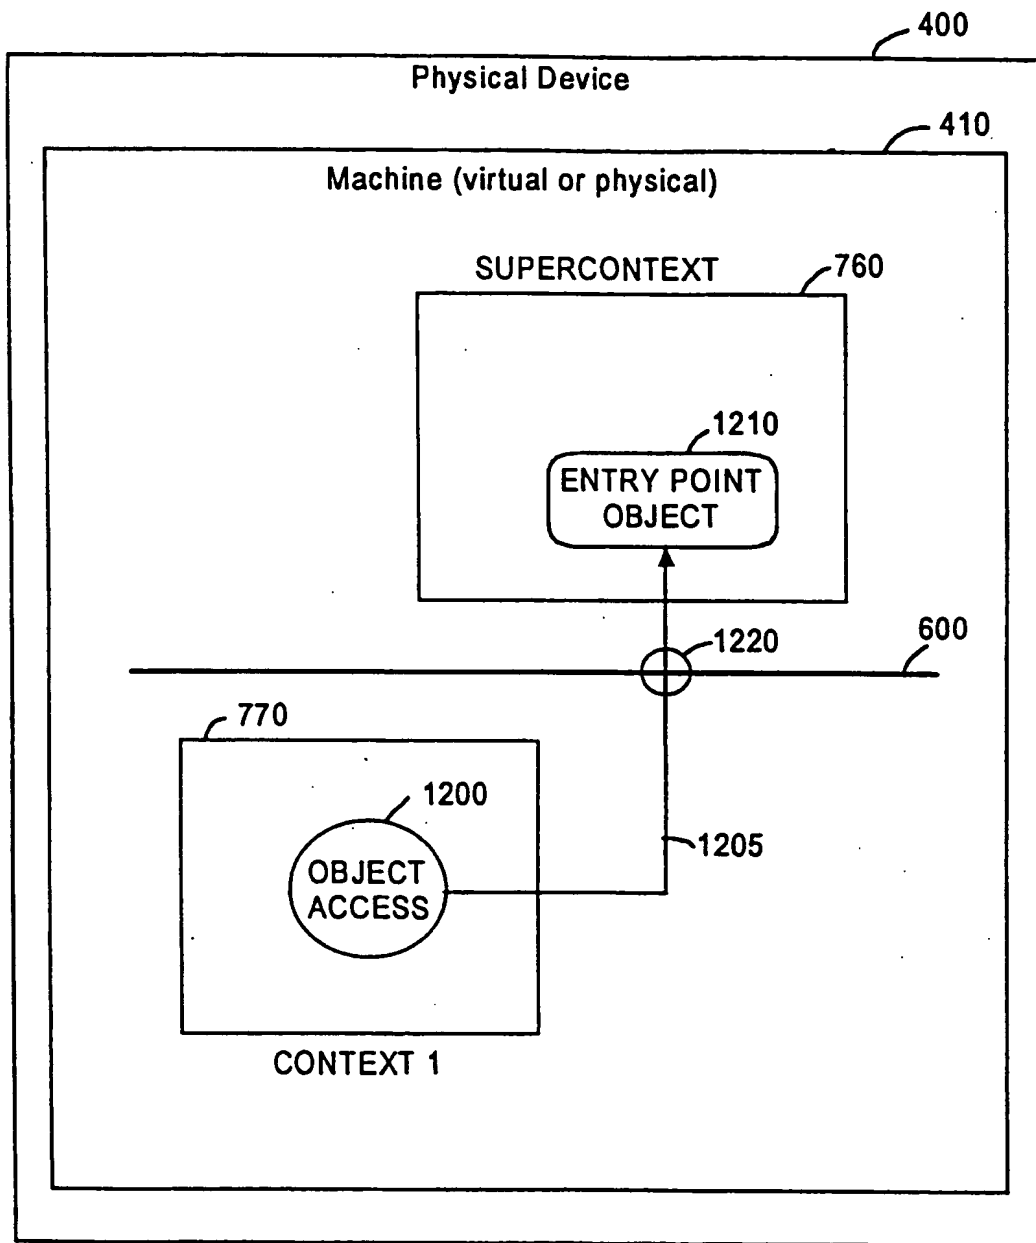 400
Physical Device
410
Machine (virtual or physical)
SUPERCONTEXT
760
1210
ENTRY POINT
OBJECT
1220
600
770
1200
OBJECT
ACCESS
1205
CONTEXT 1